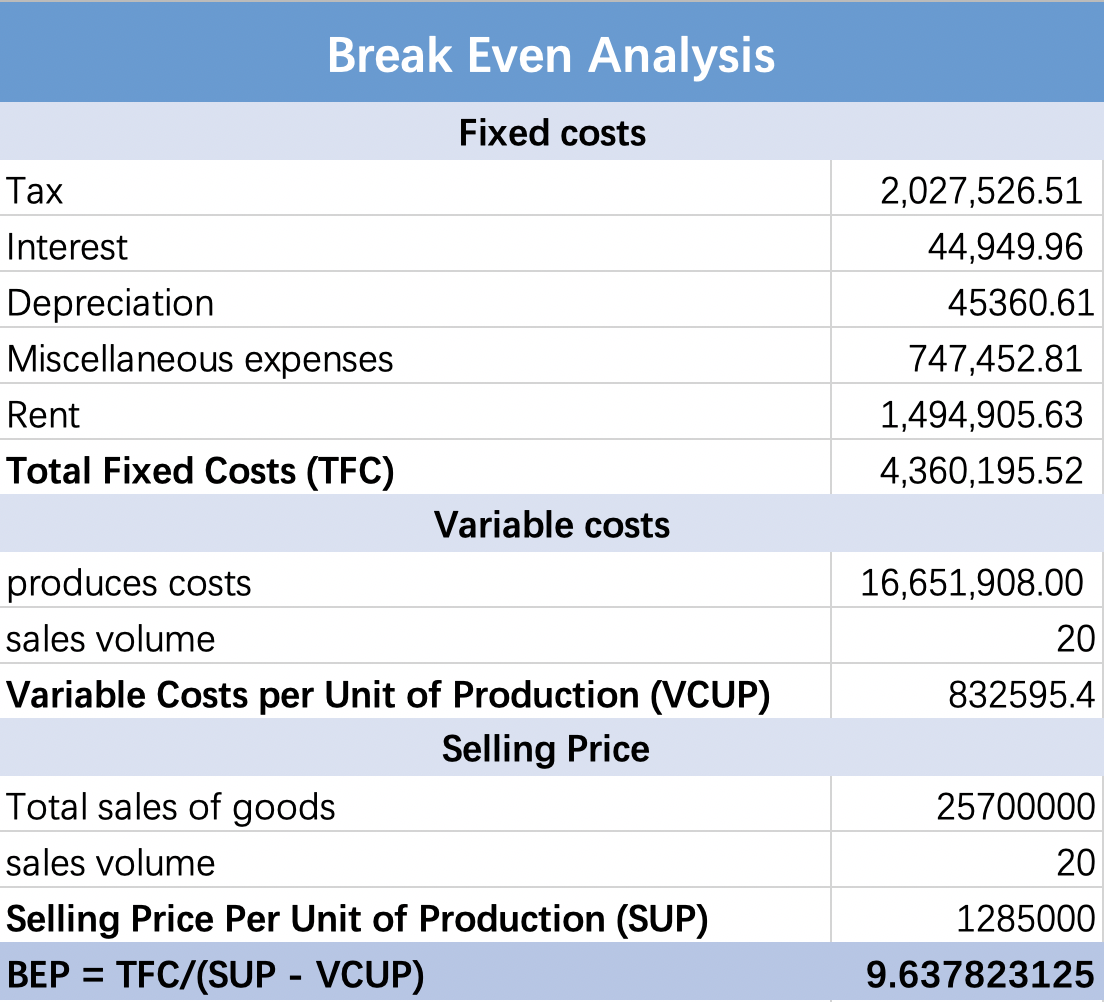 Break Even Analysis
Fixed costs
Tax 2,027,526.51
Interest 44,949.96
Depreciation 45360.61
Miscellaneous expenses 747,452.81
Rent 1,494,905.63
Total Fixed Costs (TFC) 4,360,195.52
Variable costs
produces costs 16,651,908.00
sales volume 20
Variable Costs per Unit of Production (VCUP) 832595.4
Selling Price
Total sales of goods 25700000
sales volume 20
Selling Price Per Unit of Production (SUP) 1285000
BEP = TFC/(SUP - VCUP) 9.637823125